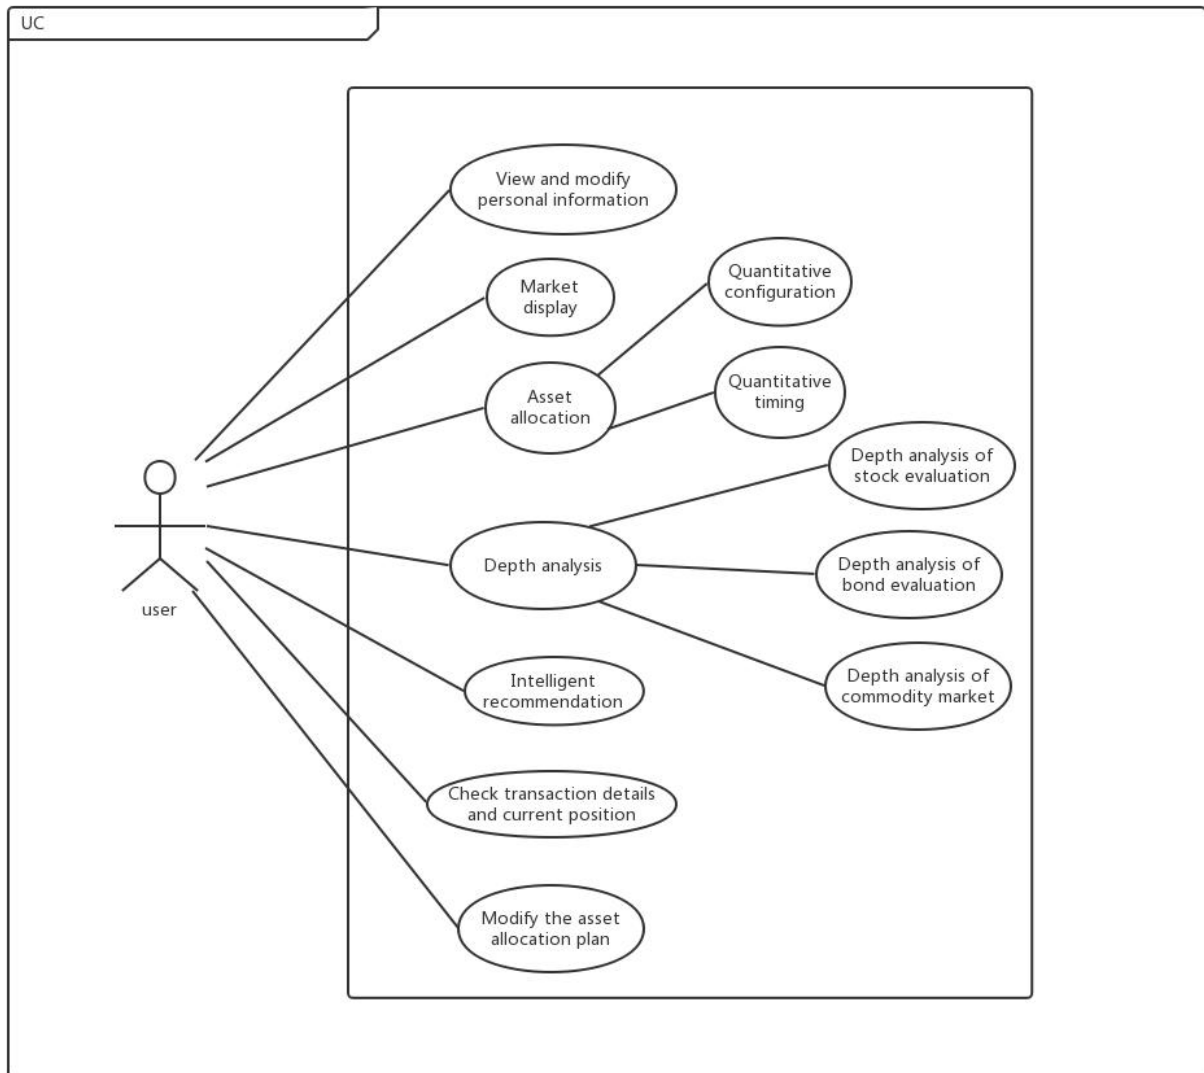 UC
View and modify
personal information
Market
display
Quantitative
configuration
Asset
allocation
Quantitative
timing
Depth analysis of
stock evaluation
Depth analysis
Depth analysis of
bond evaluation
user
Intelligent
recommendation
Depth analysis of
commodity market
Check transaction details
and current position
Modify the asset
allocation plan